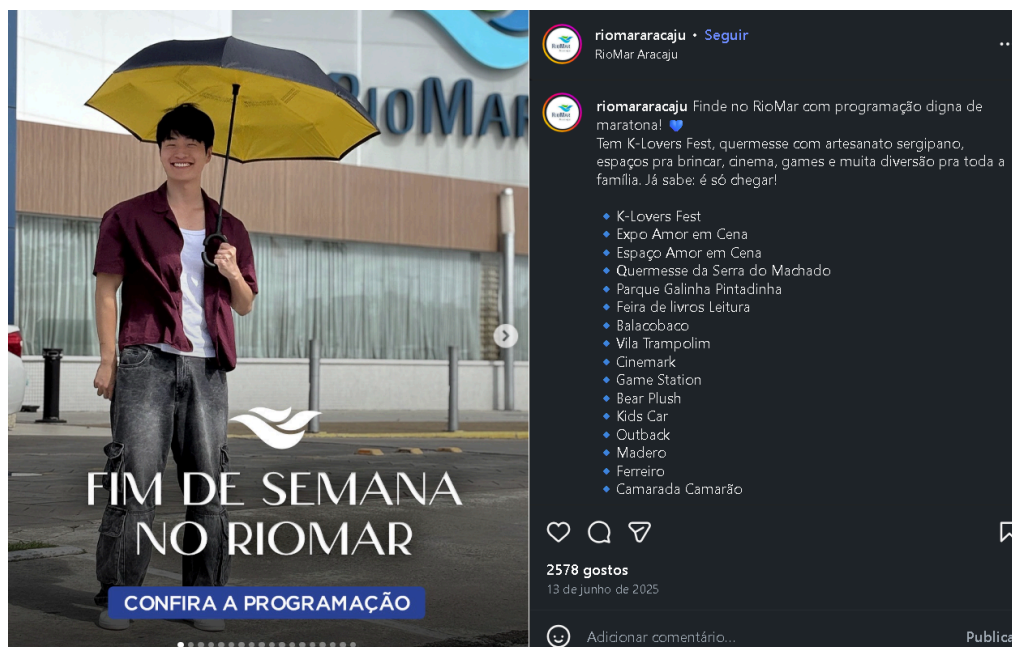 RIOMAR
FIM DE SEMANA
NO RIOMAR
CONFIRA A PROGRAMAÇÃO
riomararacaju • Seguir
RioMar Aracaju
riomararacaju Finde no RioMar com programação digna de
maratona! 💙
Tem K-Lovers Fest, quermesse com artesanato sergipano,
espaços pra brincar, cinema, games e muita diversão pra toda a
família. Já sabe: é só chegar!
🔹 K-Lovers Fest
🔹 Expo Amor em Cena
🔹 Espaço Amor em Cena
🔹 Quermesse da Serra do Machado
🔹 Parque Galinha Pintadinha
🔹 Feira de livros Leitura
🔹 Balacobaco
🔹 Vila Trampolim
🔹 Cinemark
🔹 Game Station
🔹 Bear Plush
🔹 Kids Car
🔹 Outback
🔹 Madero
🔹 Ferreiro
🔹 Camarada Camarão
2578 gostos
13 de junho de 2025
Adicionar comentário...
Publica